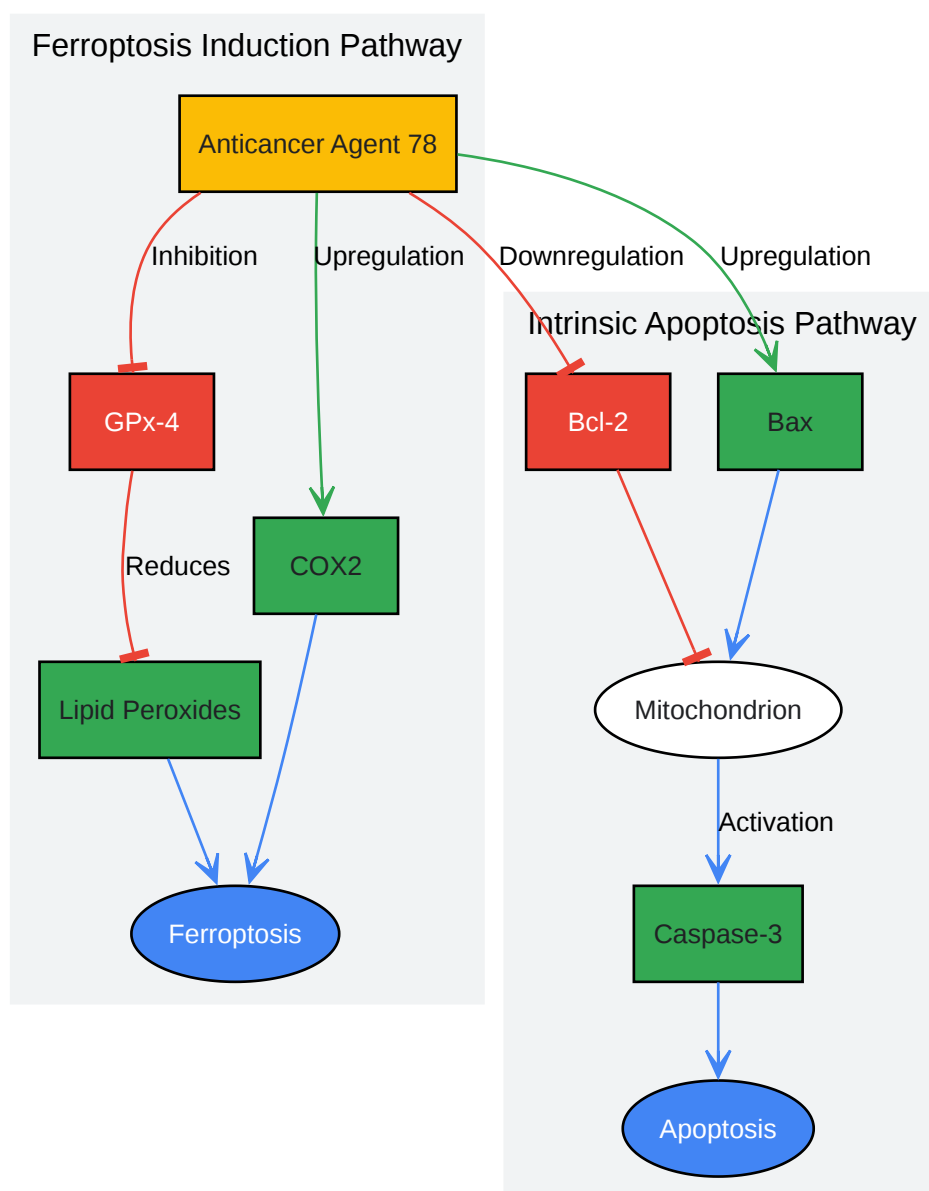 Ferroptosis Induction Pathway
Anticancer Agent 78
Inhibition
Upregulation
Downregulation
Upregulation
Intrinsic Apoptosis Pathway
GPx-4
Bcl-2
Bax
Reduces
COX2
Lipid Peroxides
Mitochondrion
Activation
Ferroptosis
Caspase-3
Apoptosis